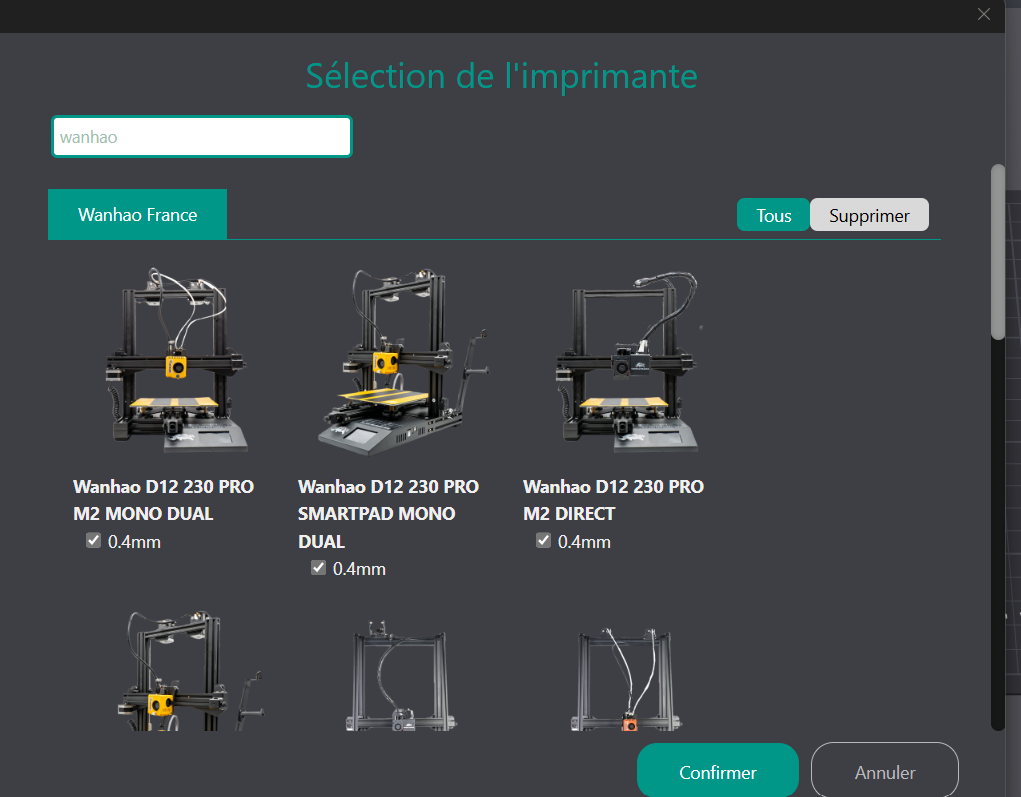 Sélection de l'imprimante
wanhao
Wanhao France
Tous
Supprimer
Wanhao D12 230 PRO
M2 MONO DUAL
0.4mm
Wanhao D12 230 PRO
SMARTPAD MONO
DUAL
0.4mm
Wanhao D12 230 PRO
M2 DIRECT
0.4mm
Confirmer
Annuler